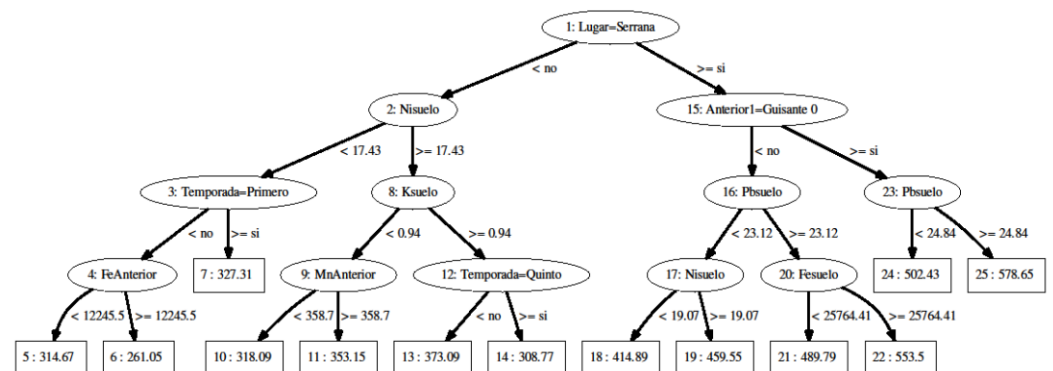 1: Lugar=Serrana
< no >= si
2: Nisuelo 15: Anterior1=Guisante 0
< 17.43 >= 17.43 < no >= si
3: Temporada=Primero 8: Ksuelo 16: Pbsuelo 23: Pbsuelo
< no >= si < 0.94 >= 0.94 < 23.12 >= 23.12 < 24.84 >= 24.84
4: FeAnterior 7 : 327.31 9: MnAnterior 12: Temporada=Quinto 17: Nisuelo 20: Fesuelo 24 : 502.43 25 : 578.65
< 12245.5 >= 12245.5 < 358.7 >= 358.7 < no >= si < 19.07 >= 19.07 < 25764.41 >= 25764.41
5 : 314.67 6 : 261.05 10 : 318.09 11 : 353.15 13 : 373.09 14 : 308.77 18 : 414.89 19 : 459.55 21 : 489.79 22 : 553.5